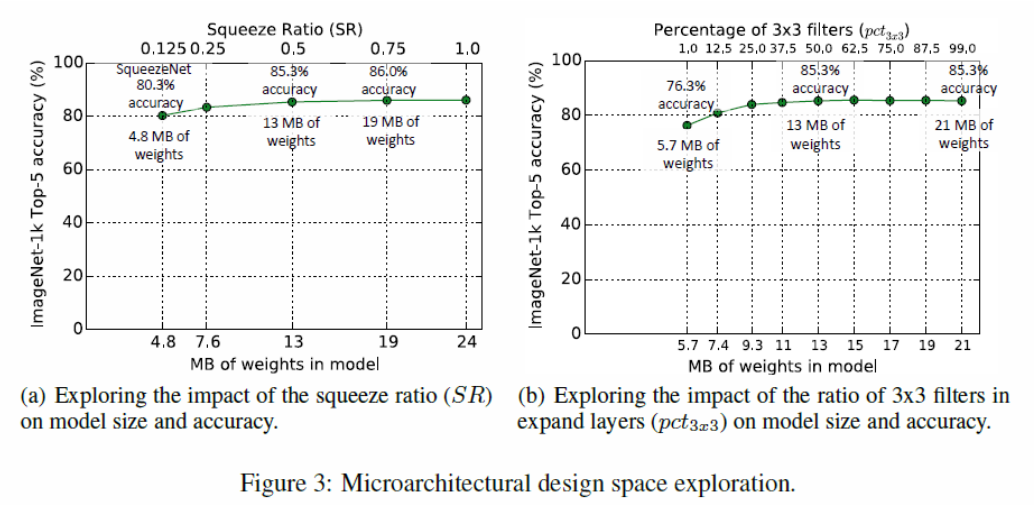 Squeeze Ratio (SR)
0.125 0.25 0.5 0.75 1.0
ImageNet-1k Top-5 accuracy (%)
100
80
60
40
20
0
SqueezeNet
80.3%
accuracy
4.8 MB of
weights
85.3%
accuracy
13 MB of
weights
86.0%
accuracy
19 MB of
weights
4.8 7.6 13 19 24
MB of weights in model
(a) Exploring the impact of the squeeze ratio (SR)
on model size and accuracy.
Percentage of 3x3 filters (pct3x3)
1.0 12.5 25.0 37.5 50.0 62.5 75.0 87.5 99.0
ImageNet-1k Top-5 accuracy (%)
100
80
60
40
20
0
76.3%
accuracy
5.7 MB of
weights
85.3%
accuracy
13 MB of
weights
85.3%
accuracy
21 MB of
weights
5.7 7.4 9.3 11 13 15 17 19 21
MB of weights in model
(b) Exploring the impact of the ratio of 3x3 filters in
expand layers (pct3x3) on model size and accuracy.
Figure 3: Microarchitectural design space exploration.